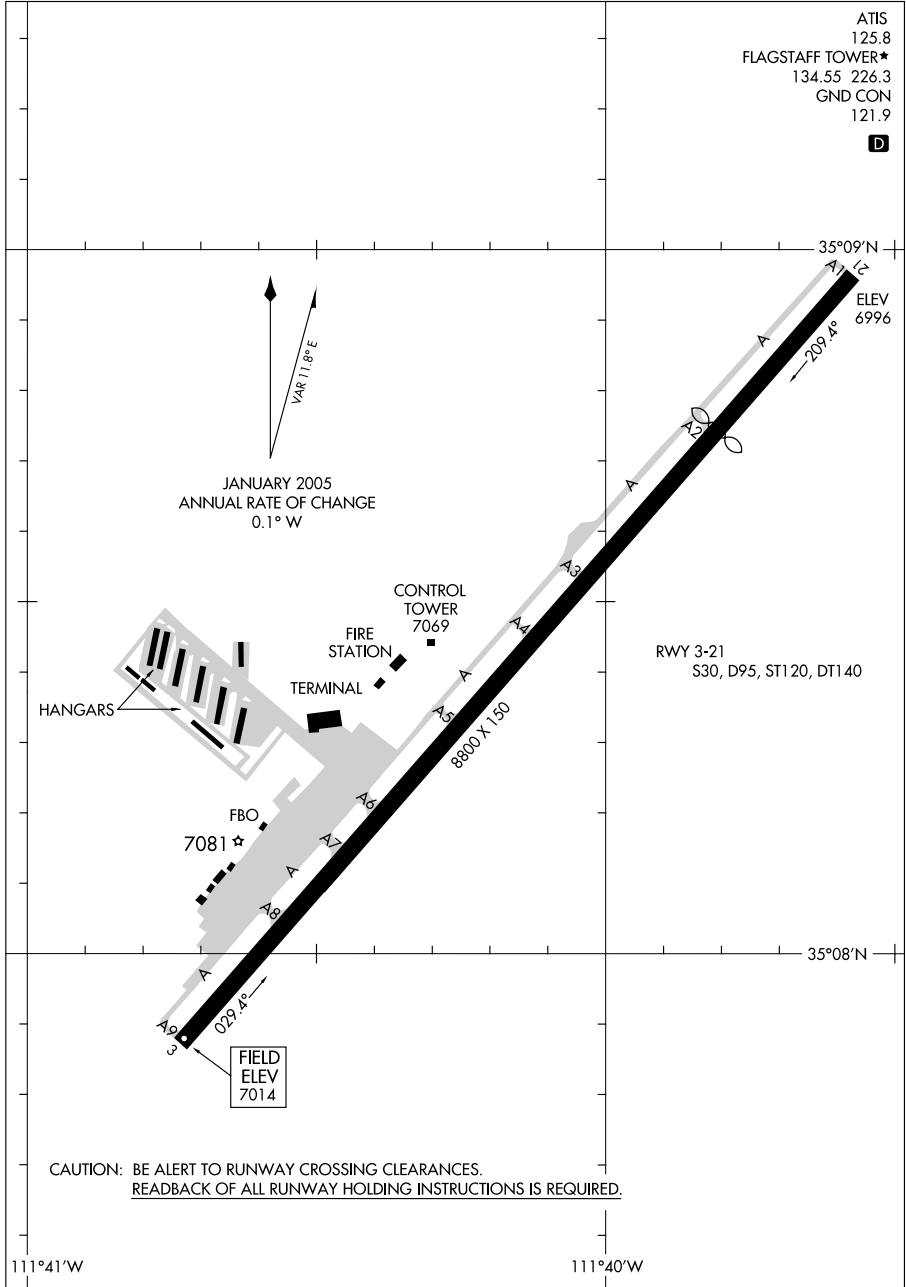 ATIS
125.8
FLAGSTAFF TOWER★
134.55 226.3
GND CON
121.9
D
35°09'N
A1
21
ELEV
6996
A
209.4°
VAR 11.8° E
A2
JANUARY 2005
ANNUAL RATE OF CHANGE
0.1° W
A
A3
CONTROL
TOWER
7069
A4
FIRE
STATION
RWY 3-21
S30, D95, ST120, DT140
A
TERMINAL
HANGARS
A5
8800 X 150
A6
FBO
7081
A7
A
A8
35°08'N
A
029.4°
A9
3
FIELD
ELEV
7014
CAUTION: BE ALERT TO RUNWAY CROSSING CLEARANCES.
READBACK OF ALL RUNWAY HOLDING INSTRUCTIONS IS REQUIRED.
111°41'W
111°40'W